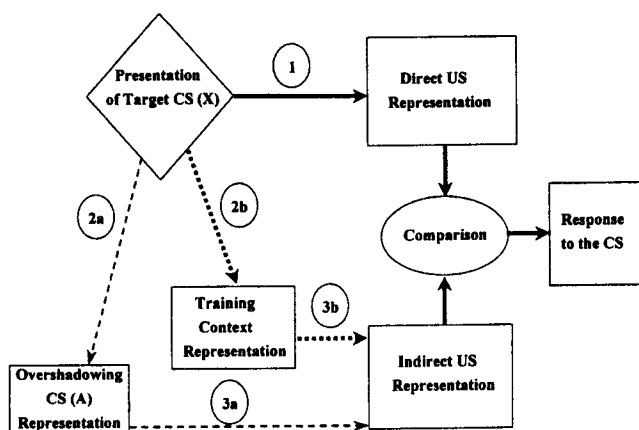 Presentation
of Target CS (X)
1
Direct US
Representation
2a
2b
Comparison
Response
to the CS
Training
Context
Representation
3b
Indirect US
Representation
Overshadowing
CS (A)
Representation
3a